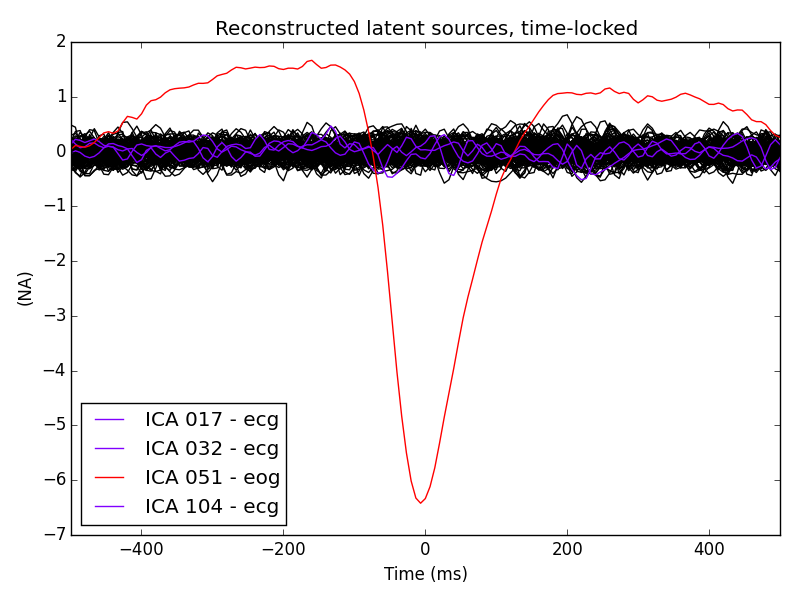 Reconstructed latent sources, time-locked
2
1
0
−1
−2
−3
−4
−5
−6
−7
(NA)
ICA 017 - ecg
ICA 032 - ecg
ICA 051 - eog
ICA 104 - ecg
−400
−200
0
200
400
Time (ms)